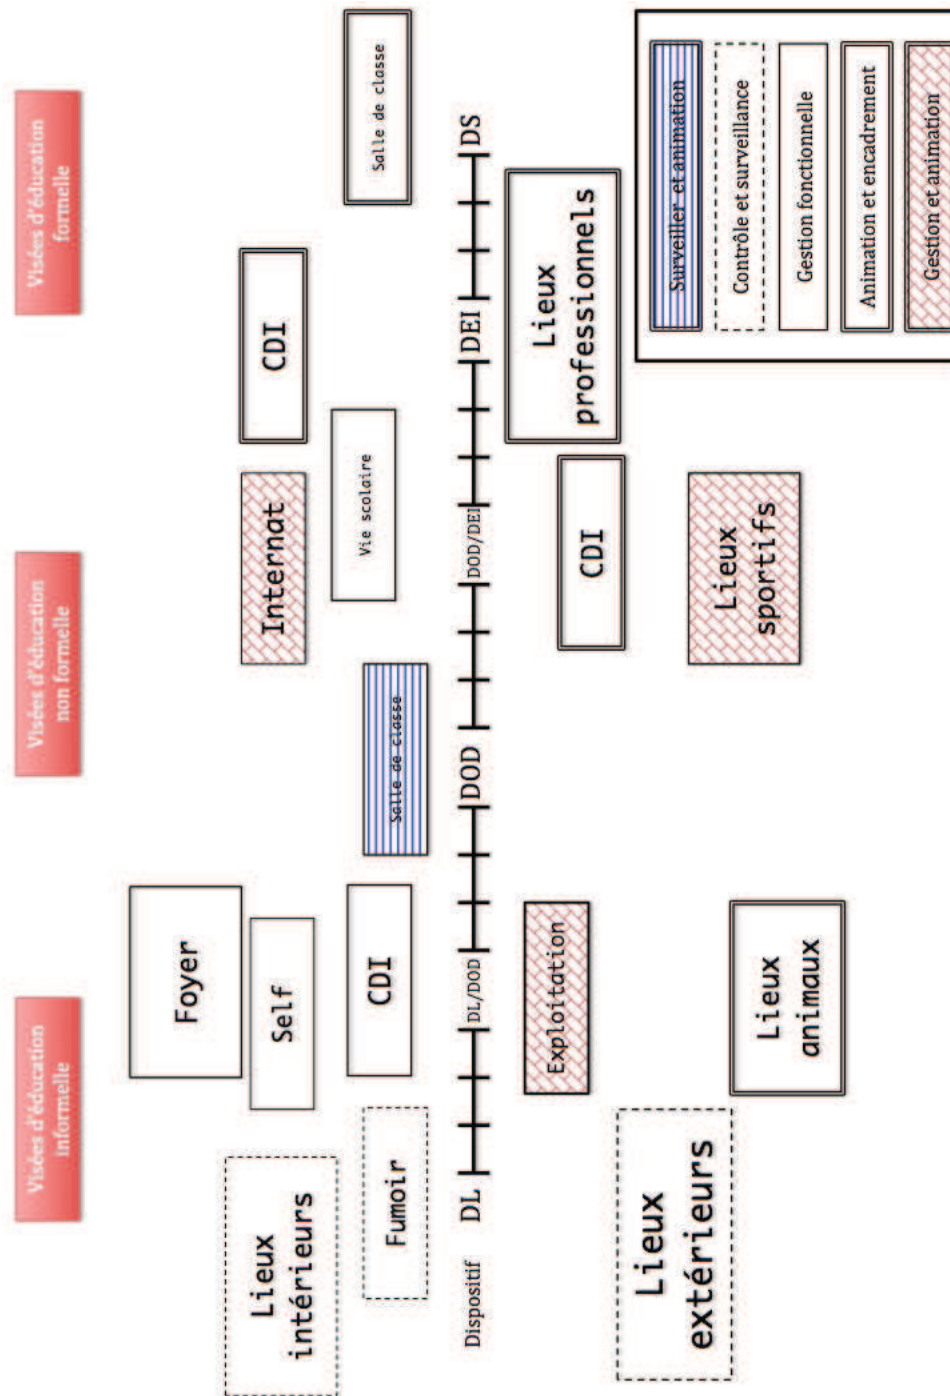 Visées d'éducation
informelle
Visées d'éducation
non formelle
Visées d'éducation
formelle
Foyer
Lieux
intérieurs
Self
Internat
CDI
Fumoir
CDI
Salle de classe
Vie scolaire
Salle de classe
Dispositif
DL
DL/DOD
DOD
DOD/DEI
DEI
DS
Exploitation
CDI
Lieux
professionnels
Lieux
extérieurs
Lieux
animaux
Lieux
sportifs
Surveiller et animation
Contrôle et surveillance
Gestion fonctionnelle
Animation et encadrement
Gestion et animation